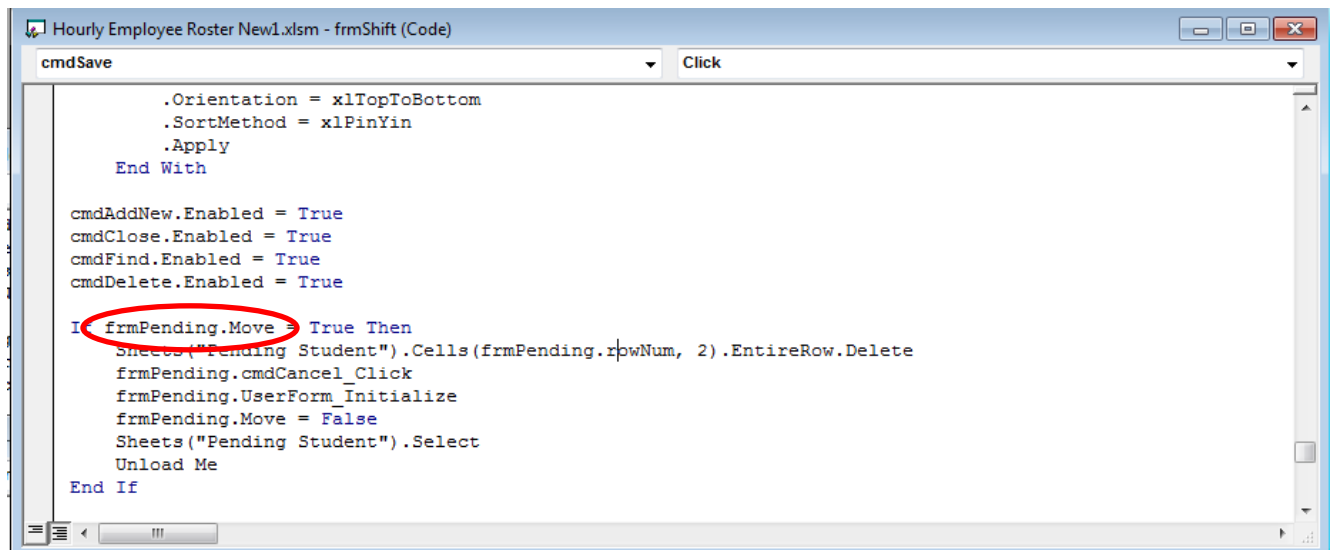 Hourly Employee Roster New1.xlsm - frmShift (Code)
cmdSave Click
.Orientation = xlTopToBottom
.SortMethod = xlPinYin
.Apply
End With
cmdAddNew.Enabled = True
cmdClose.Enabled = True
cmdFind.Enabled = True
cmdDelete.Enabled = True
If frmPending.Move = True Then
Sheets("Pending Student").Cells(frmPending.rowNum, 2).EntireRow.Delete
frmPending.cmdCancel_Click
frmPending.UserForm_Initialize
frmPending.Move = False
Sheets("Pending Student").Select
Unload Me
End If